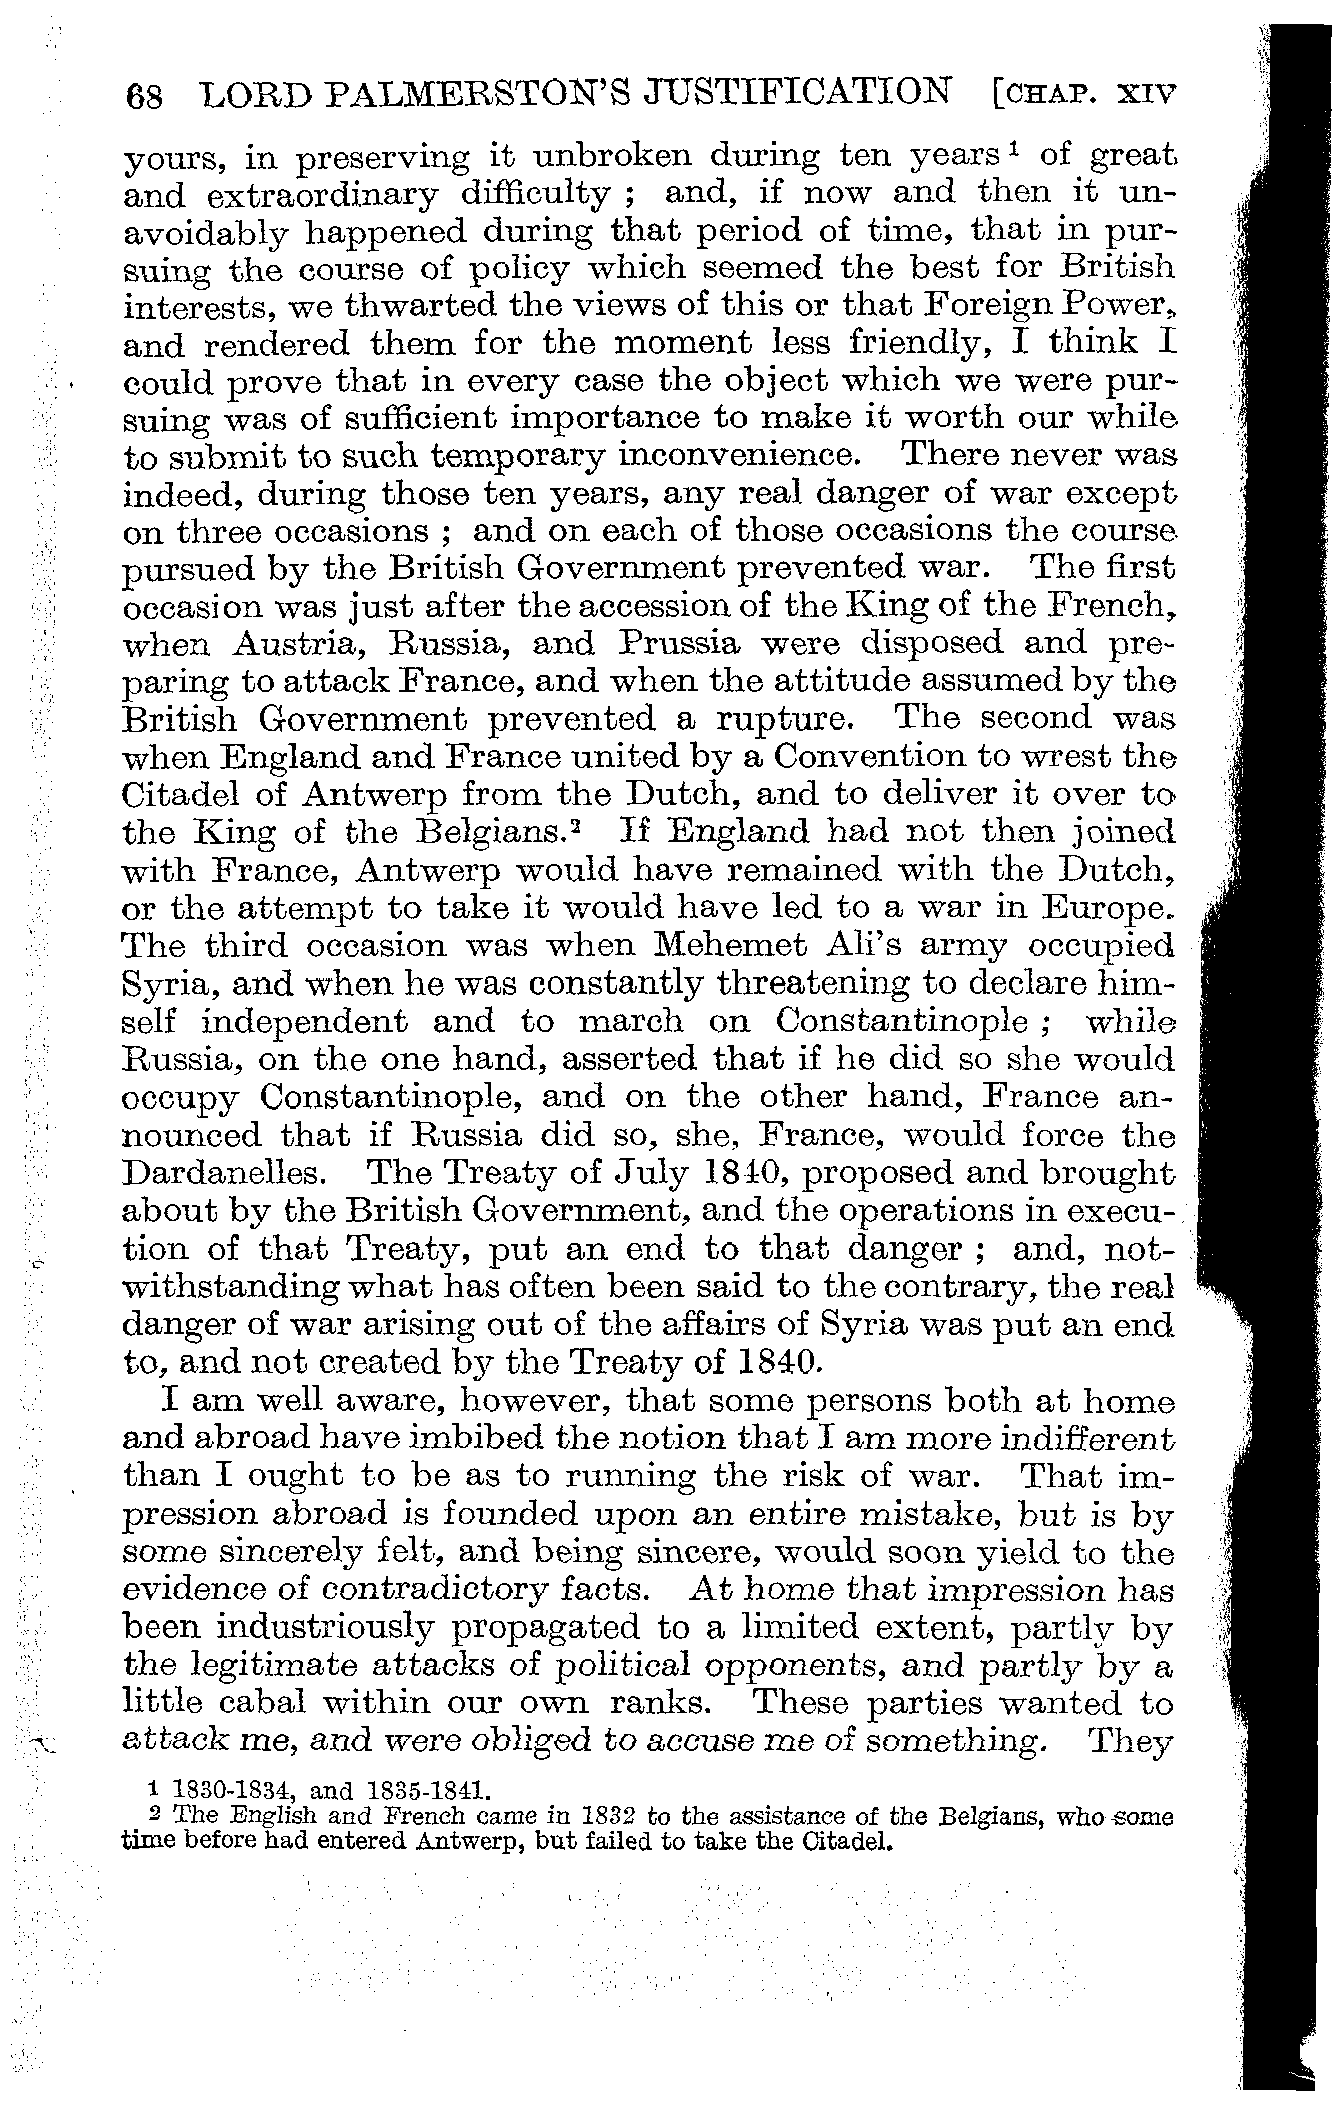 68 LORD PALMERSTON'S JUSTIFICATION [CHAP. XIV
yours, in preserving it unbroken during ten years ¹ of great
and extraordinary difficulty ; and, if now and then it un-
avoidably happened during that period of time, that in pur-
suing the course of policy which seemed the best for British
interests, we thwarted the views of this or that Foreign Power,
and rendered them for the moment less friendly, I think I
could prove that in every case the object which we were pur-
suing was of sufficient importance to make it worth our while
to submit to such temporary inconvenience. There never was
indeed, during those ten years, any real danger of war except
on three occasions ; and on each of those occasions the course
pursued by the British Government prevented war. The first
occasion was just after the accession of the King of the French,
when Austria, Russia, and Prussia were disposed and pre-
paring to attack France, and when the attitude assumed by the
British Government prevented a rupture. The second was
when England and France united by a Convention to wrest the
Citadel of Antwerp from the Dutch, and to deliver it over to
the King of the Belgians.² If England had not then joined
with France, Antwerp would have remained with the Dutch,
or the attempt to take it would have led to a war in Europe.
The third occasion was when Mehemet Ali's army occupied
Syria, and when he was constantly threatening to declare him-
self independent and to march on Constantinople ; while
Russia, on the one hand, asserted that if he did so she would
occupy Constantinople, and on the other hand, France an-
nounced that if Russia did so, she, France, would force the
Dardanelles. The Treaty of July 1840, proposed and brought
about by the British Government, and the operations in execu-
tion of that Treaty, put an end to that danger ; and, not-
withstanding what has often been said to the contrary, the real
danger of war arising out of the affairs of Syria was put an end
to, and not created by the Treaty of 1840.
I am well aware, however, that some persons both at home
and abroad have imbibed the notion that I am more indifferent
than I ought to be as to running the risk of war. That im-
pression abroad is founded upon an entire mistake, but is by
some sincerely felt, and being sincere, would soon yield to the
evidence of contradictory facts. At home that impression has
been industriously propagated to a limited extent, partly by
the legitimate attacks of political opponents, and partly by a
little cabal within our own ranks. These parties wanted to
attack me, and were obliged to accuse me of something. They
1 1830-1834, and 1835-1841.
2 The English and French came in 1832 to the assistance of the Belgians, who some
time before had entered Antwerp, but failed to take the Citadel.